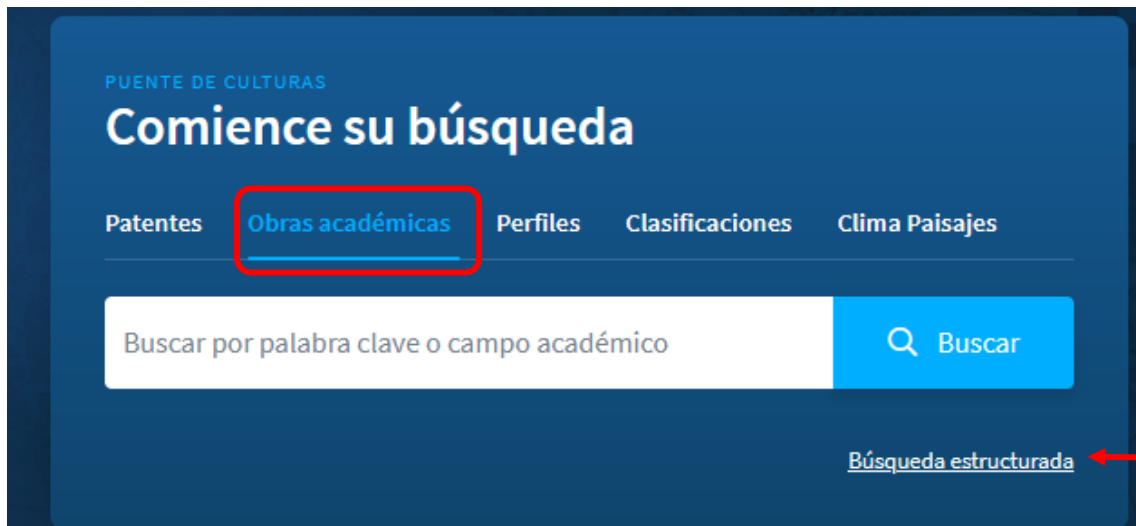 PUENTE DE CULTURAS
Comience su búsqueda
Patentes Obras académicas Perfiles Clasificaciones Clima Paisajes
Buscar por palabra clave o campo académico Buscar
Búsqueda estructurada